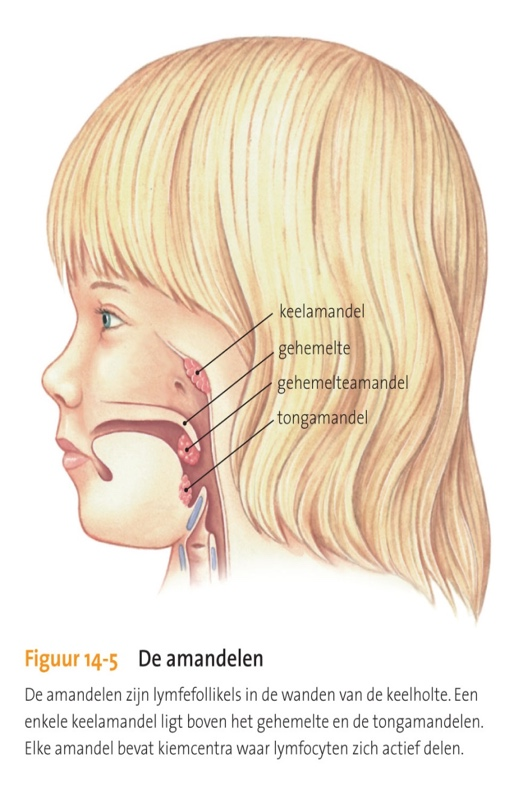 keelamandel
gehemelte
gehemelteamandel
tongamandel
Figuur 14-5 De amandelen
De amandelen zijn lymfefollikels in de wanden van de keelholte. Een
enkele keelamandel ligt boven het gehemelte en de tongamandelen.
Elke amandel bevat kiemcentra waar lymfocyten zich actief delen.